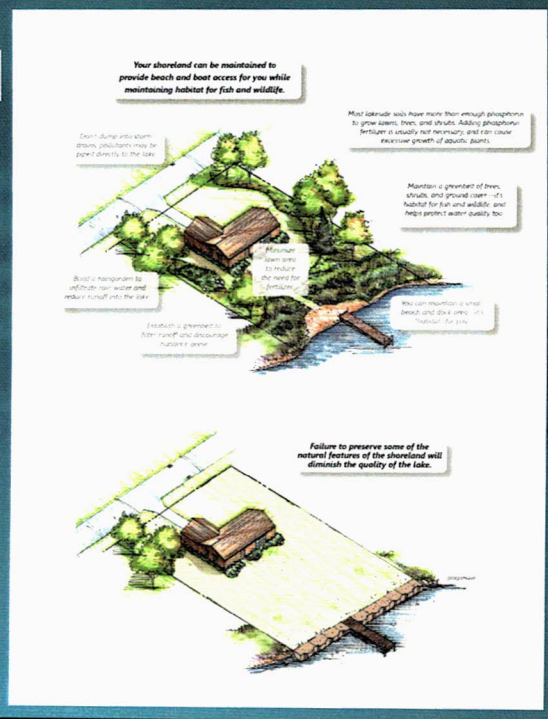 Your shoreland can be maintained to
provide beach and boat access for you while
maintaining habitat for fish and wildlife.
Most lakeside soils have more than enough phosphorus
to grow lawns, trees, and shrubs. Adding phosphorus
fertilizer is usually not necessary, and can cause
excessive growth of aquatic plants.
Don't dump into storm
drains, pollutants may be
piped directly to the lake.
Maintain a greenbelt of trees,
shrubs, and ground cover—it's
habitat for fish and wildlife and
helps protect water quality too.
Minimize
lawn area
to reduce
the need for
fertilizer.
Build a raingarden to
infiltrate rain water and
reduce runoff into the lake.
You can maintain a small
beach and dock area—it's
"habitat" for you.
Establish a greenbelt to
filter runoff and discourage
nuisance geese.
Failure to preserve some of the
natural features of the shoreland will
diminish the quality of the lake.